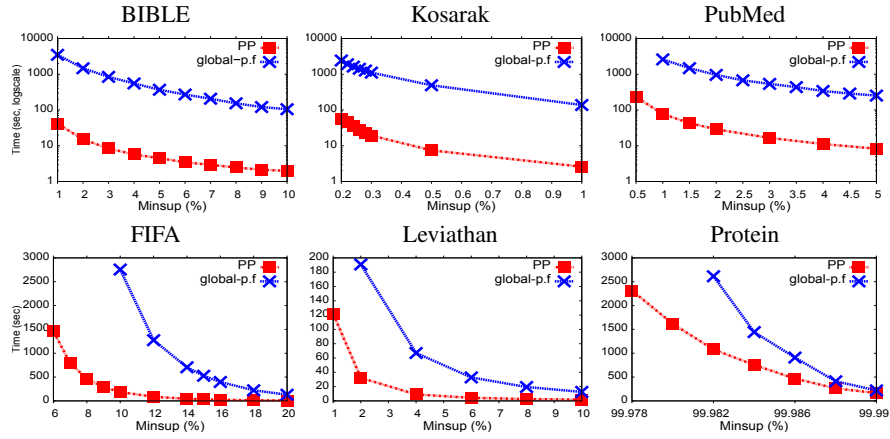 BIBLE
Kosarak
PubMed
Time (sec, logscale)
10000
1000
100
10
1
PP
global-p.f
1 2 3 4 5 6 7 8 9 10
Minsup (%)
10000
1000
100
10
1
PP
global-p.f
0.2 0.3 0.4 0.5 0.6 0.7 0.8 0.9 1
Minsup (%)
10000
1000
100
10
1
PP
global-p.f
0.5 1 1.5 2 2.5 3 3.5 4 4.5 5
Minsup (%)
FIFA
Leviathan
Protein
Time (sec)
3000
2500
2000
1500
1000
500
0
PP
global-p.f
6 8 10 12 14 16 18 20
Minsup (%)
200
180
160
140
120
100
80
60
40
20
0
PP
global-p.f
1 2 3 4 5 6 7 8 9 10
Minsup (%)
3000
2500
2000
1500
1000
500
0
PP
global-p.f
99.978 99.982 99.986 99.99
Minsup (%)